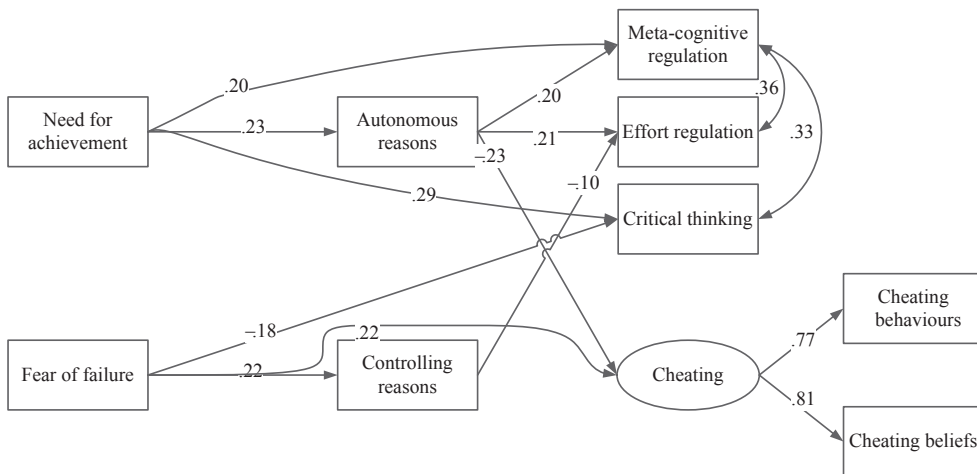 Meta-cognitive
regulation
.20
.20
.36
Need for
achievement
.23
Autonomous
reasons
.21
Effort regulation
.33
–.23
–.10
.29
Critical thinking
Cheating
behaviours
–.18
.22
.77
Fear of failure
.22
Controlling
reasons
Cheating
.81
Cheating beliefs